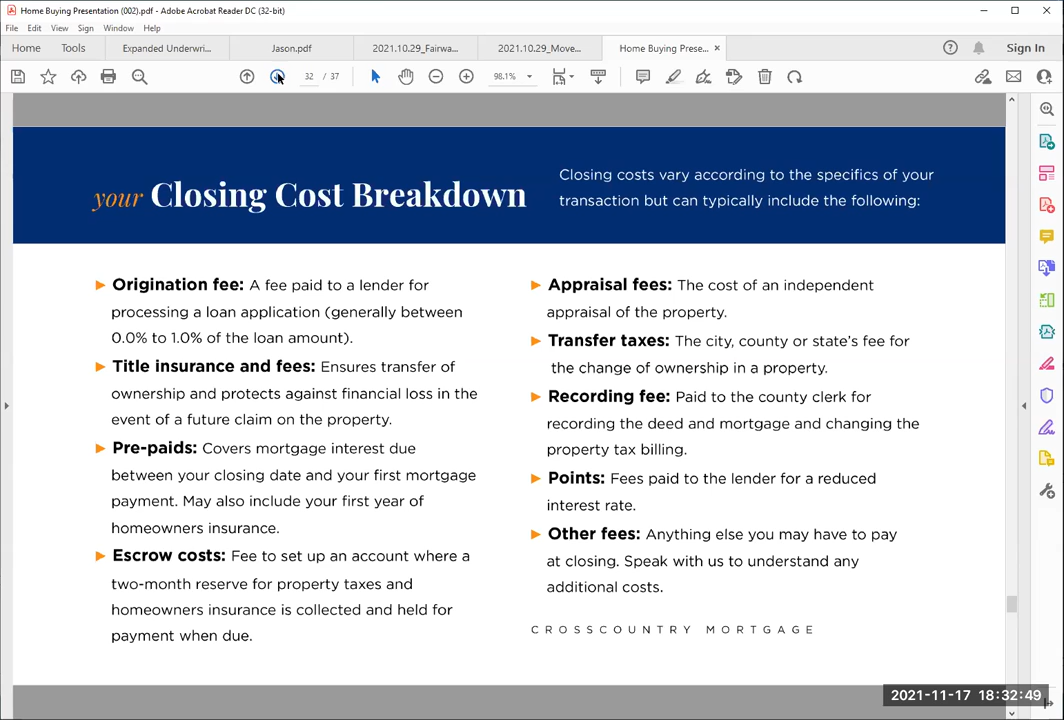 Home Buying Presentation (002).pdf - Adobe Acrobat Reader DC (32-bit)
File Edit View Sign Window Help
Home Tools Expanded Underwri... Jason.pdf 2021.10.29_Fairwa... 2021.10.29_Move... Home Buying Prese... × Sign In
32 / 37 98.1%
your Closing Cost Breakdown
Closing costs vary according to the specifics of your
transaction but can typically include the following:
Origination fee: A fee paid to a lender for
processing a loan application (generally between
0.0% to 1.0% of the loan amount).
Title insurance and fees: Ensures transfer of
ownership and protects against financial loss in the
event of a future claim on the property.
Pre-paids: Covers mortgage interest due
between your closing date and your first mortgage
payment. May also include your first year of
homeowners insurance.
Escrow costs: Fee to set up an account where a
two-month reserve for property taxes and
homeowners insurance is collected and held for
payment when due.
Appraisal fees: The cost of an independent
appraisal of the property.
Transfer taxes: The city, county or state's fee for
the change of ownership in a property.
Recording fee: Paid to the county clerk for
recording the deed and mortgage and changing the
property tax billing.
Points: Fees paid to the lender for a reduced
interest rate.
Other fees: Anything else you may have to pay
at closing. Speak with us to understand any
additional costs.
CROSSCOUNTRY MORTGAGE
2021-11-17 18:32:49